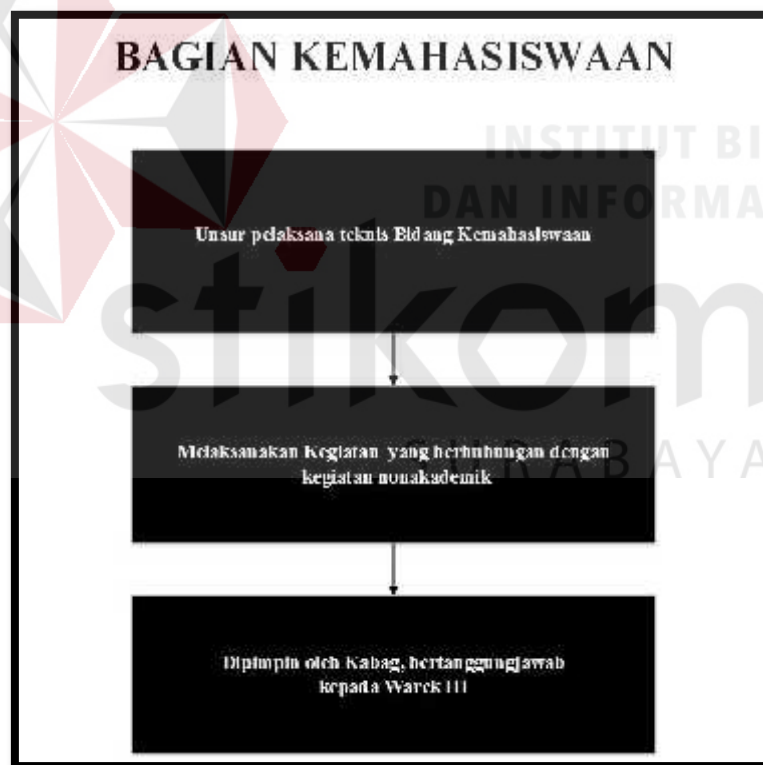 BAGIAN KEMAHASISWAAN
INSTITUT BI
DAN INFORMA
Unsur pelaksana teknis Bidang Kemahasiswaan
stikom
SURABAYA
Melaksanakan Kegiatan yang berhubungan dengan
kegiatan nonakademik
Dipimpin oleh Kabag, bertanggungjawab
kepada Warek III